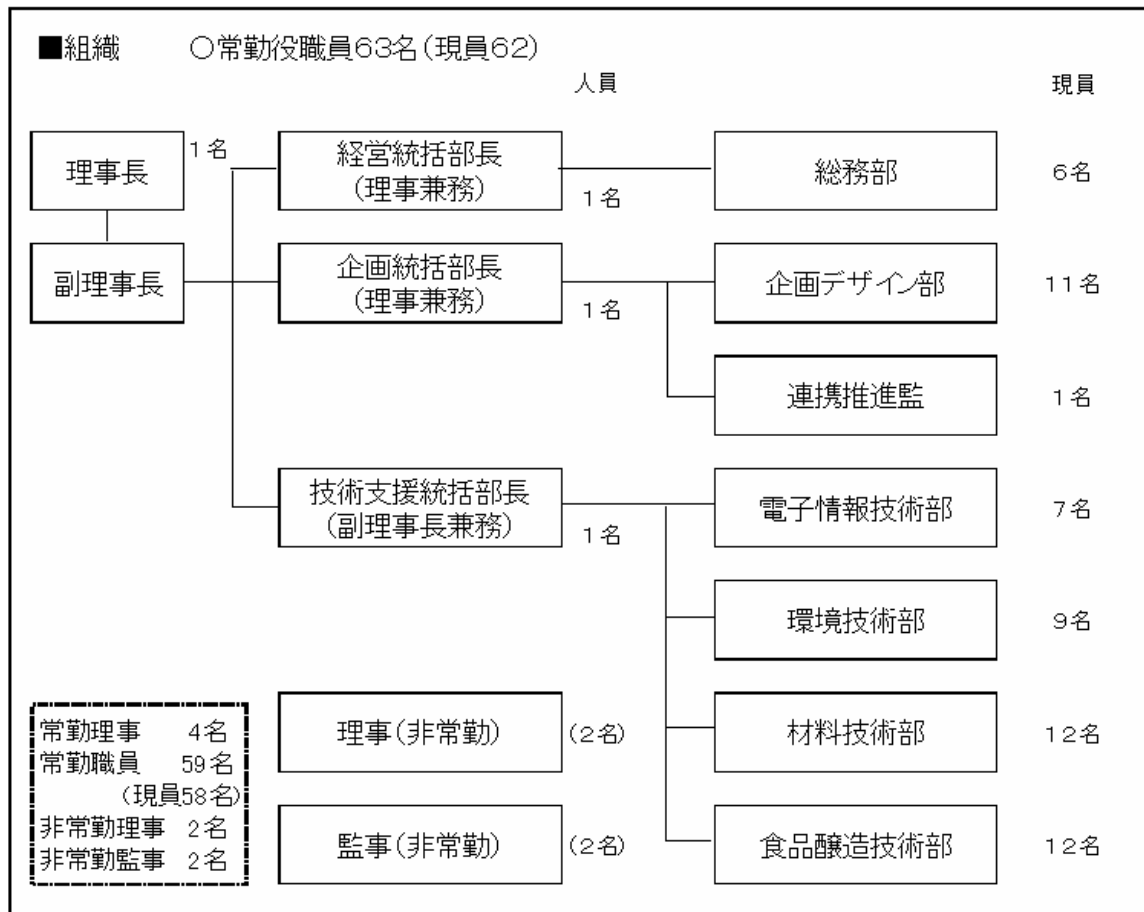 ■組織　○常勤役職員63名(現員62)
人員　現員
理事長
1名
経営統括部長
(理事兼務)
1名
総務部
6名
副理事長
企画統括部長
(理事兼務)
1名
企画デザイン部
11名
連携推進監
1名
技術支援統括部長
(副理事長兼務)
1名
電子情報技術部
7名
環境技術部
9名
常勤理事　4名
常勤職員　59名
(現員58名)
非常勤理事　2名
非常勤監事　2名
理事(非常勤)
(2名)
材料技術部
12名
監事(非常勤)
(2名)
食品醸造技術部
12名